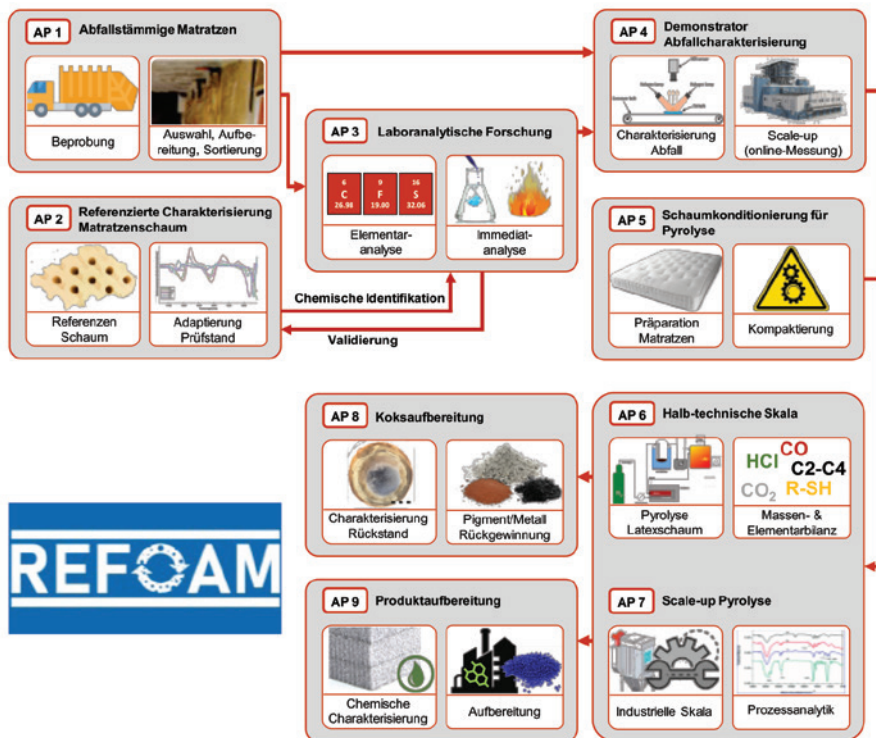 AP 1
Abfallstämmige Matratzen
Beprobung
Auswahl, Aufbe-
reitung, Sortierung
AP 2
Referenzierte Charakterisierung
Matratzenschaum
Referenzen
Schaum
Adaptierung
Prüfstand
AP 3
Laboranalytische Forschung
6
C
26.98
9
F
19.00
16
S
32.06
Elementar-
analyse
Immediat-
analyse
Chemische Identifikation
Validierung
AP 4
Demonstrator
Abfallcharakterisierung
Charakterisierung
Abfall
Scale-up
(online-Messung)
AP 5
Schaumkonditionierung für
Pyrolyse
Präparation
Matratzen
Kompaktierung
AP 8
Koksaufbereitung
Charakterisierung
Rückstand
Pigment/Metall
Rückgewinnung
AP 6
Halb-technische Skala
Pyrolyse
Latexschaum
HCl
CO
C2-C4
CO2
R-SH
Massen- &
Elementarbilanz
REFOAM
AP 9
Produktaufbereitung
Chemische
Charakterisierung
Aufbereitung
AP 7
Scale-up Pyrolyse
Industrielle Skala
Prozessanalytik